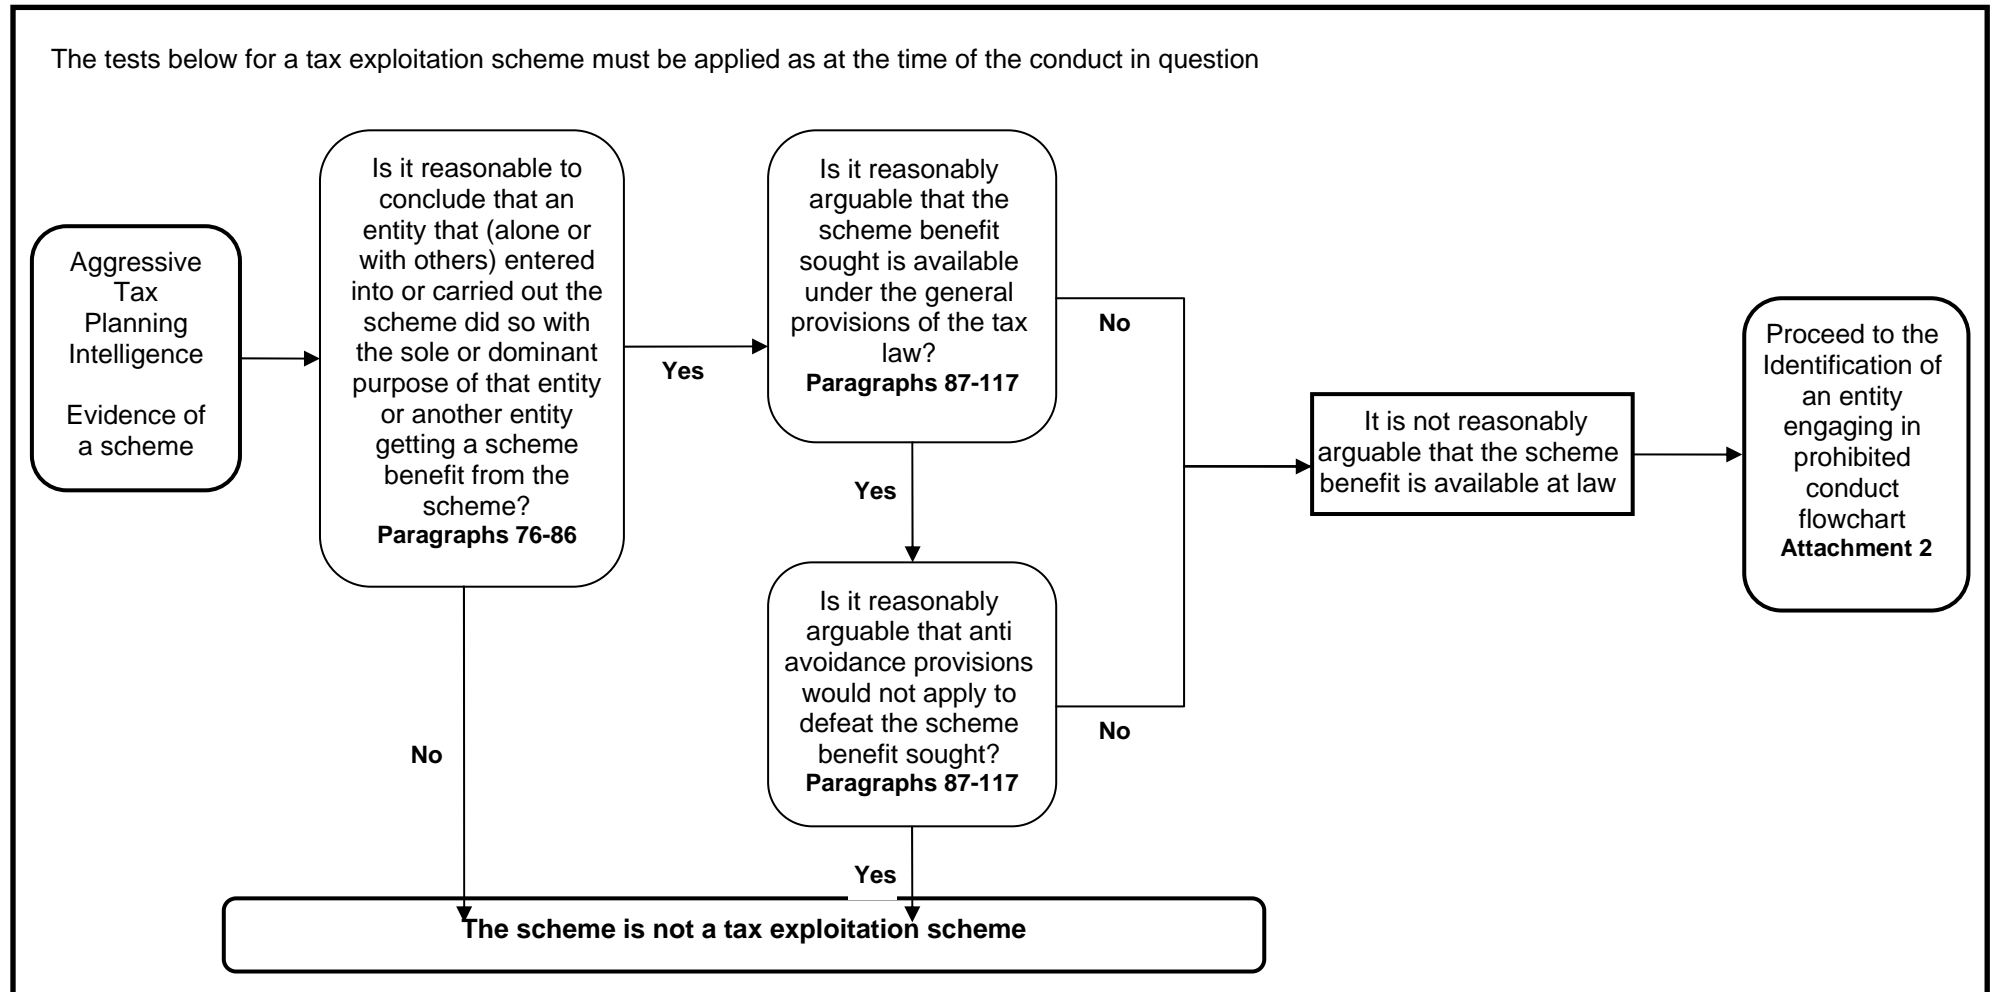 The tests below for a tax exploitation scheme must be applied as at the time of the conduct in question
Aggressive
Tax
Planning
Intelligence
Evidence of
a scheme
Is it reasonable to
conclude that an
entity that (alone or
with others) entered
into or carried out the
scheme did so with
the sole or dominant
purpose of that entity
or another entity
getting a scheme
benefit from the
scheme?
Paragraphs 76-86
Yes
No
Is it reasonably
arguable that the
scheme benefit
sought is available
under the general
provisions of the tax
law?
Paragraphs 87-117
No
Yes
Is it reasonably
arguable that anti
avoidance provisions
would not apply to
defeat the scheme
benefit sought?
Paragraphs 87-117
No
Yes
It is not reasonably
arguable that the scheme
benefit is available at law
Proceed to the
Identification of
an entity
engaging in
prohibited
conduct
flowchart
Attachment 2
The scheme is not a tax exploitation scheme